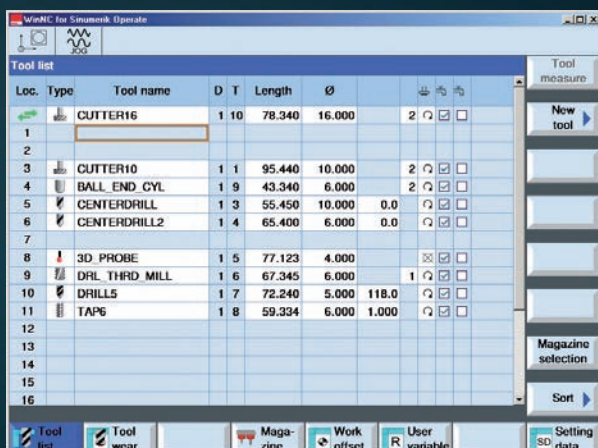 WinNC for Sinumerik Operate
JOG
Tool list
Tool measure
Loc. Type Tool name D T Length Ø
CUTTER16 1 10 78.340 16.000 2
New tool
1
2
3 CUTTER10 1 1 95.440 10.000 2
4 BALL_END_CYL 1 9 43.340 6.000 2
5 CENTERDRILL 1 3 55.450 10.000 0.0
6 CENTERDRILL2 1 4 65.400 6.000 0.0
7
8 3D_PROBE 1 5 77.123 4.000
9 DRL_THRD_MILL 1 6 67.345 6.000 1
10 DRILL5 1 7 72.240 5.000 118.0
11 TAP6 1 8 59.334 6.000 1.000
12
13
Magazine selection
14
15
16
Sort
Tool list
Tool wear
Maga-
zine
Work offset
R User variable
SD Setting data